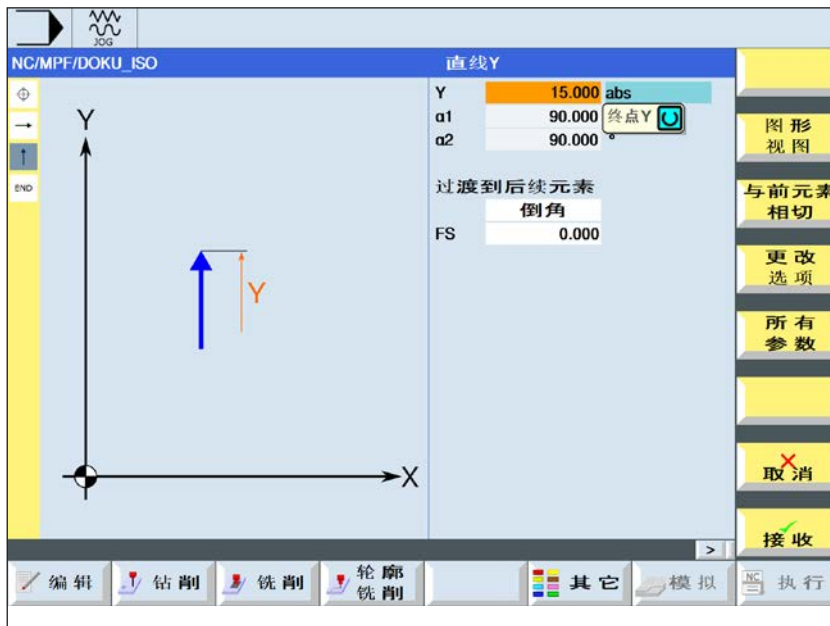 JOG
NC/MPF/DOKU_ISO
直线Y
Y 15.000 abs
α1 90.000 终点Y
α2 90.000 °
过渡到后续元素
倒角
FS 0.000
END
Y
Y
X
图形
视图
与前元素
相切
更改
选项
所有
参数
取消
接收
>
编辑
钻削
铣削
轮廓
铣削
其它
模拟
NC
执行